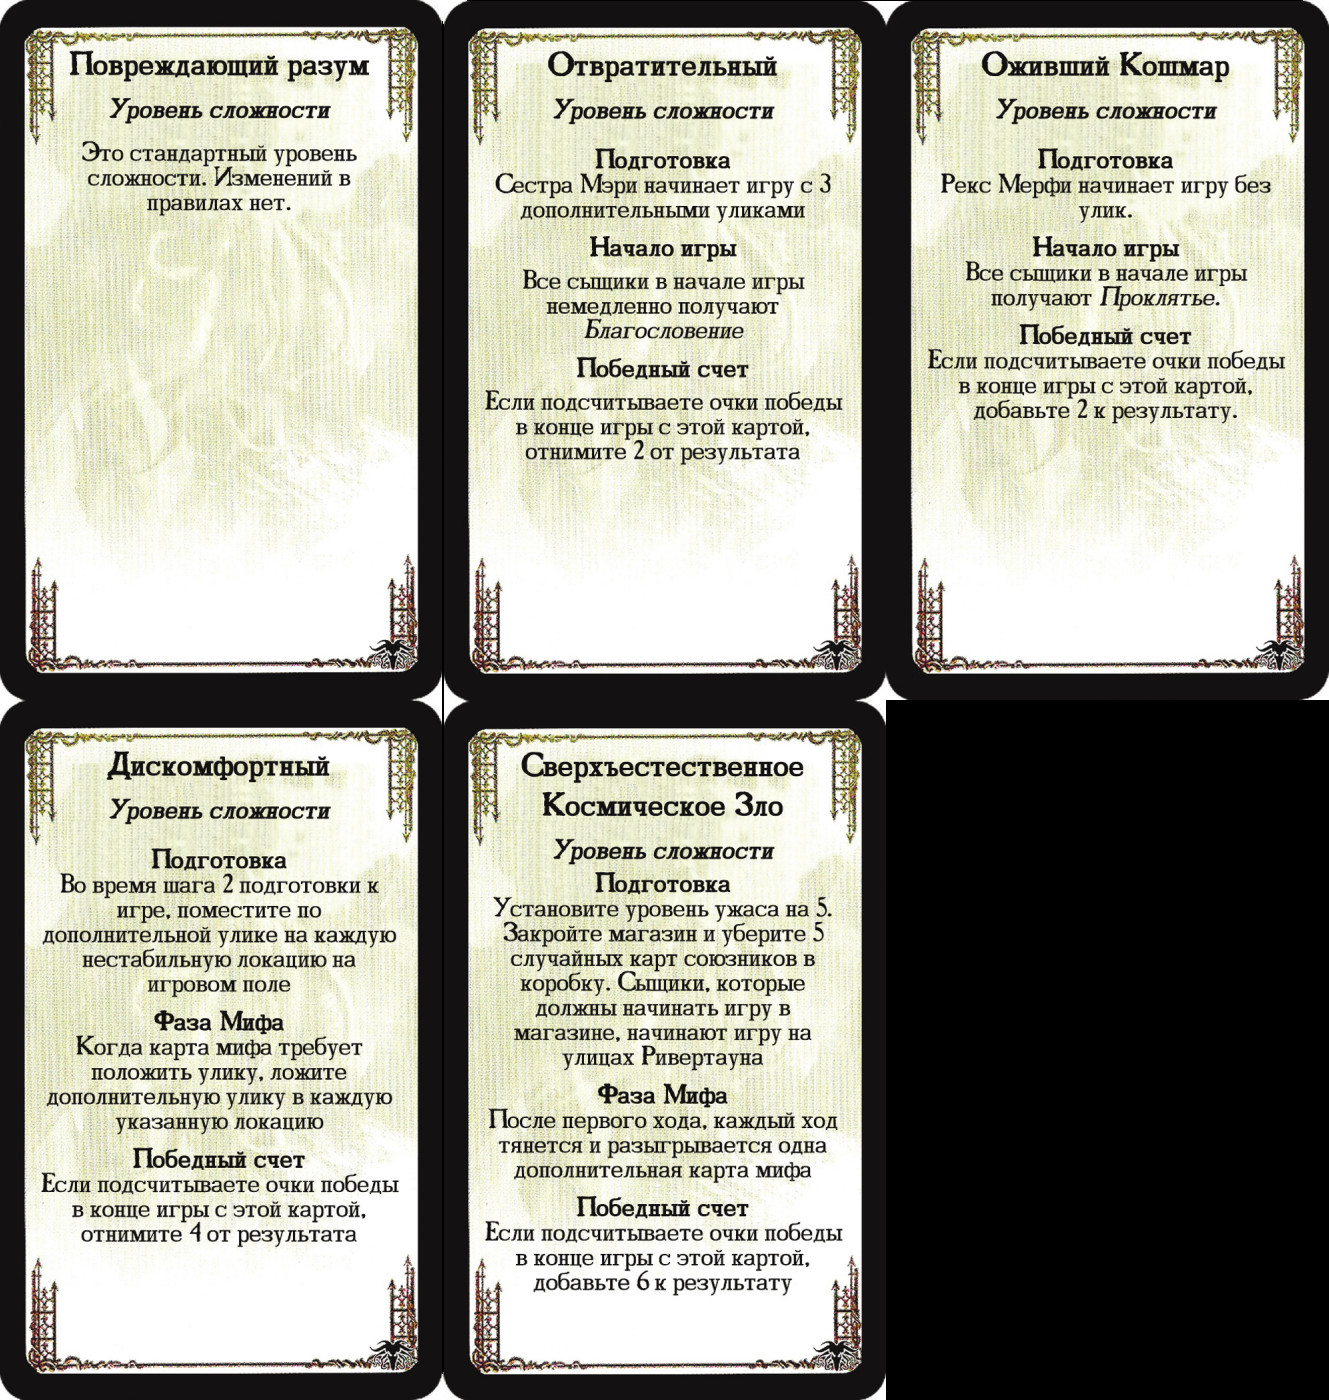 Повреждающий разум
Уровень сложности
Это стандартный уровень
сложности. Изменений в
правилах нет.
Отвратительный
Уровень сложности
Подготовка
Сестра Мэри начинает игру с 3
дополнительными уликами
Начало игры
Все сыщики в начале игры
немедленно получают
Благословение
Победный счет
Если подсчитываете очки победы
в конце игры с этой картой,
отнимите 2 от результата
Оживший Кошмар
Уровень сложности
Подготовка
Рекс Мерфи начинает игру без
улик.
Начало игры
Все сыщики в начале игры
получают Проклятье.
Победный счет
Если подсчитываете очки победы
в конце игры с этой картой,
добавьте 2 к результату.
Дискомфортный
Уровень сложности
Подготовка
Во время шага 2 подготовки к
игре, поместите по
дополнительной улике на каждую
нестабильную локацию на
игровом поле
Фаза Мифа
Когда карта мифа требует
положить улику, ложите
дополнительную улику в каждую
указанную локацию
Победный счет
Если подсчитываете очки победы
в конце игры с этой картой,
отнимите 4 от результата
Сверхъестественное
Космическое Зло
Уровень сложности
Подготовка
Установите уровень ужаса на 5.
Закройте магазин и уберите 5
случайных карт союзников в
коробку. Сыщики, которые
должны начинать игру в
магазине, начинают игру на
улицах Ривертауна
Фаза Мифа
После первого хода, каждый ход
тянется и разыгрывается одна
дополнительная карта мифа
Победный счет
Если подсчитываете очки победы
в конце игры с этой картой,
добавьте 6 к результату